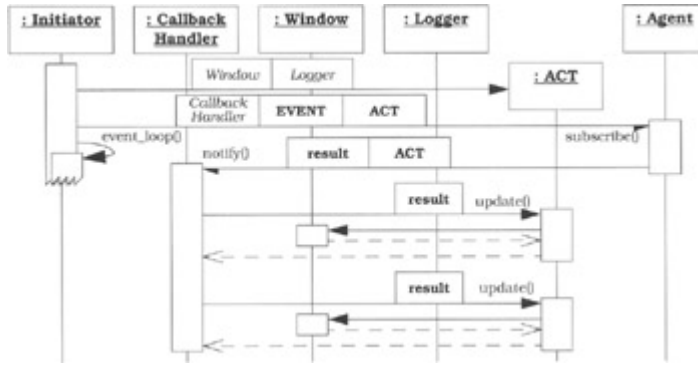 : Initiator
: Callback
Handler
: Window
: Logger
: Agent
Window
Logger
: ACT
Callback
Handler
EVENT
ACT
event_loop()
subscribe()
notify()
result
ACT
result
update()
result
update()